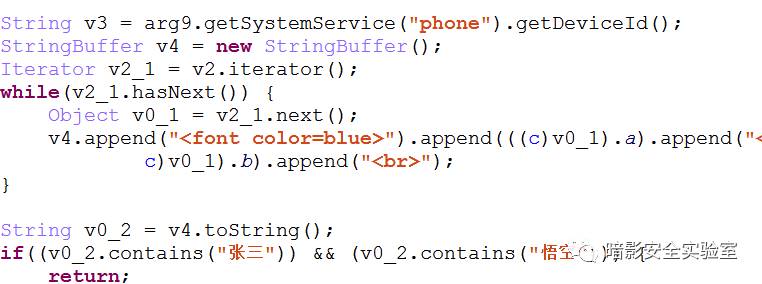 String v3 = arg9.getSystemService("phone").getDeviceId();
StringBuffer v4 = new StringBuffer();
Iterator v2_1 = v2.iterator();
while(v2_1.hasNext()) {
    Object v0_1 = v2_1.next();
    v4.append("<font color=blue>").append(((c)v0_1).a).append("<
            c)v0_1).b).append("<br>");
}
String v0_2 = v4.toString();
if((v0_2.contains("张三")) && (v0_2.contains("悟空 {
    return;
暗影安全实验室